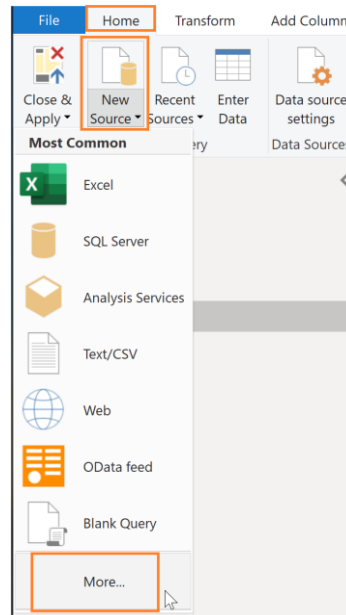 File Home Transform Add Column
Close & New Recent Enter Data source
Apply Source Sources Data settings
Most Common ery Data Sources
X
Excel
SQL Server
Analysis Services
Text/CSV
Web
OData feed
Blank Query
More...